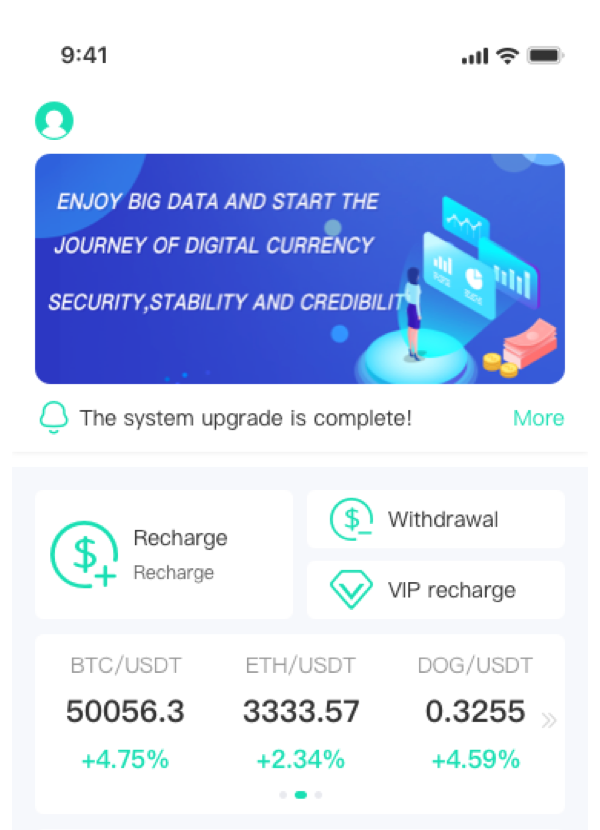 9:41
ENJOY BIG DATA AND START THE
JOURNEY OF DIGITAL CURRENCY
SECURITY,STABILITY AND CREDIBILIT
The system upgrade is complete!
More
Recharge
Recharge
Withdrawal
VIP recharge
BTC/USDT
ETH/USDT
DOG/USDT
50056.3
3333.57
0.3255
+4.75%
+2.34%
+4.59%